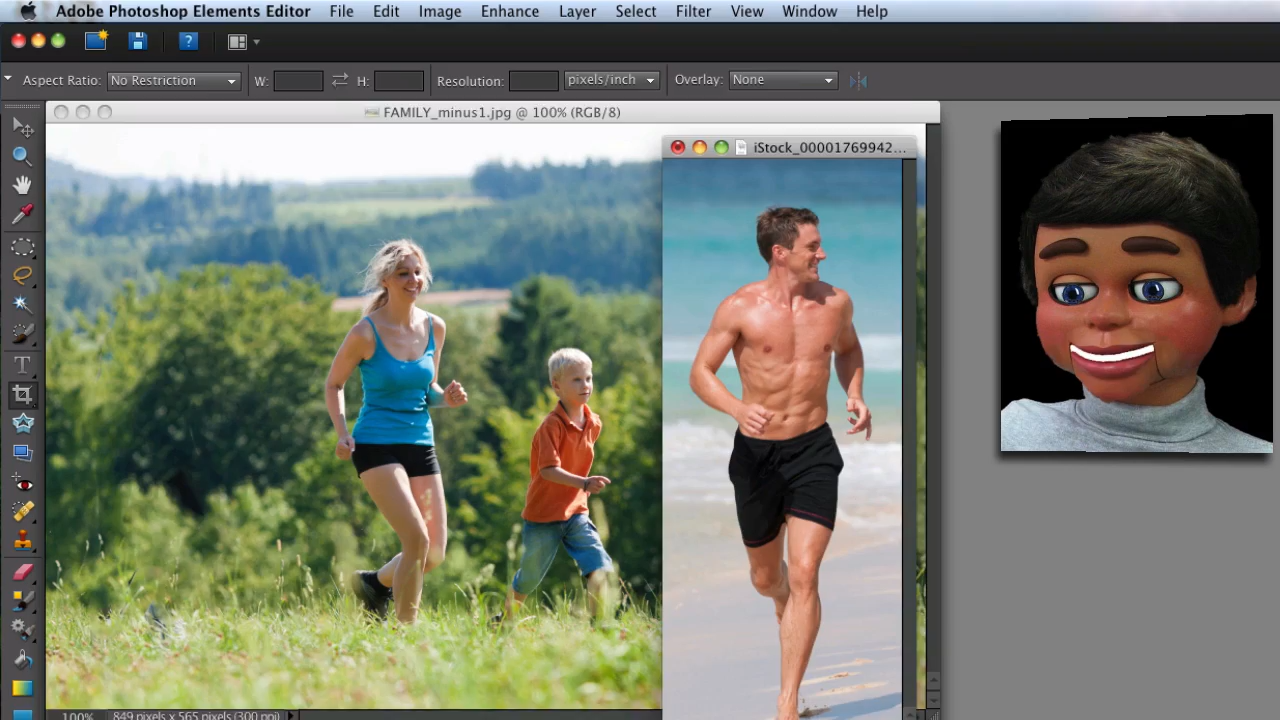 Adobe Photoshop Elements Editor File Edit Image Enhance Layer Select Filter View Window Help
Aspect Ratio: No Restriction W: H: Resolution: pixels/inch Overlay: None
FAMILY_minus1.jpg @ 100% (RGB/8)
iStock_00001769942...
100% 849 pixels x 565 pixels (300 ppi)